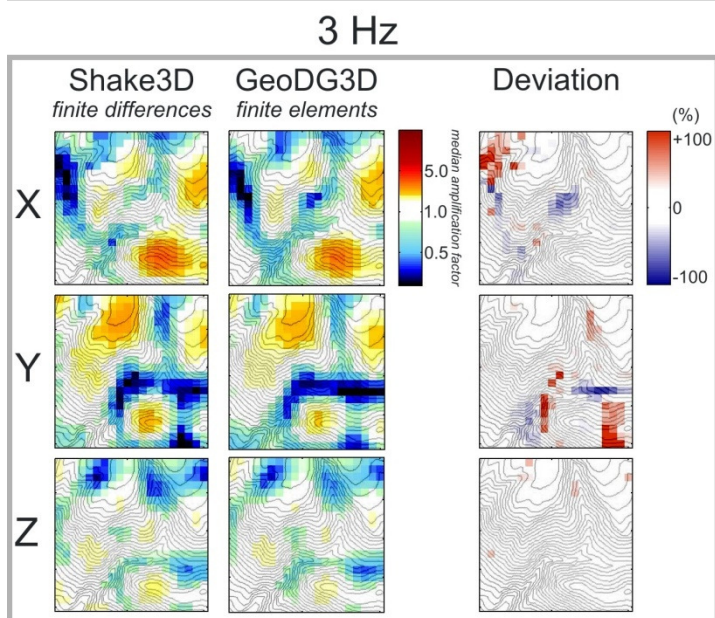 3 Hz
Shake3D GeoDG3D Deviation
finite differences finite elements
(%)
X
5.0
1.0
0.5
median amplification factor
+100
0
-100
Y
Z